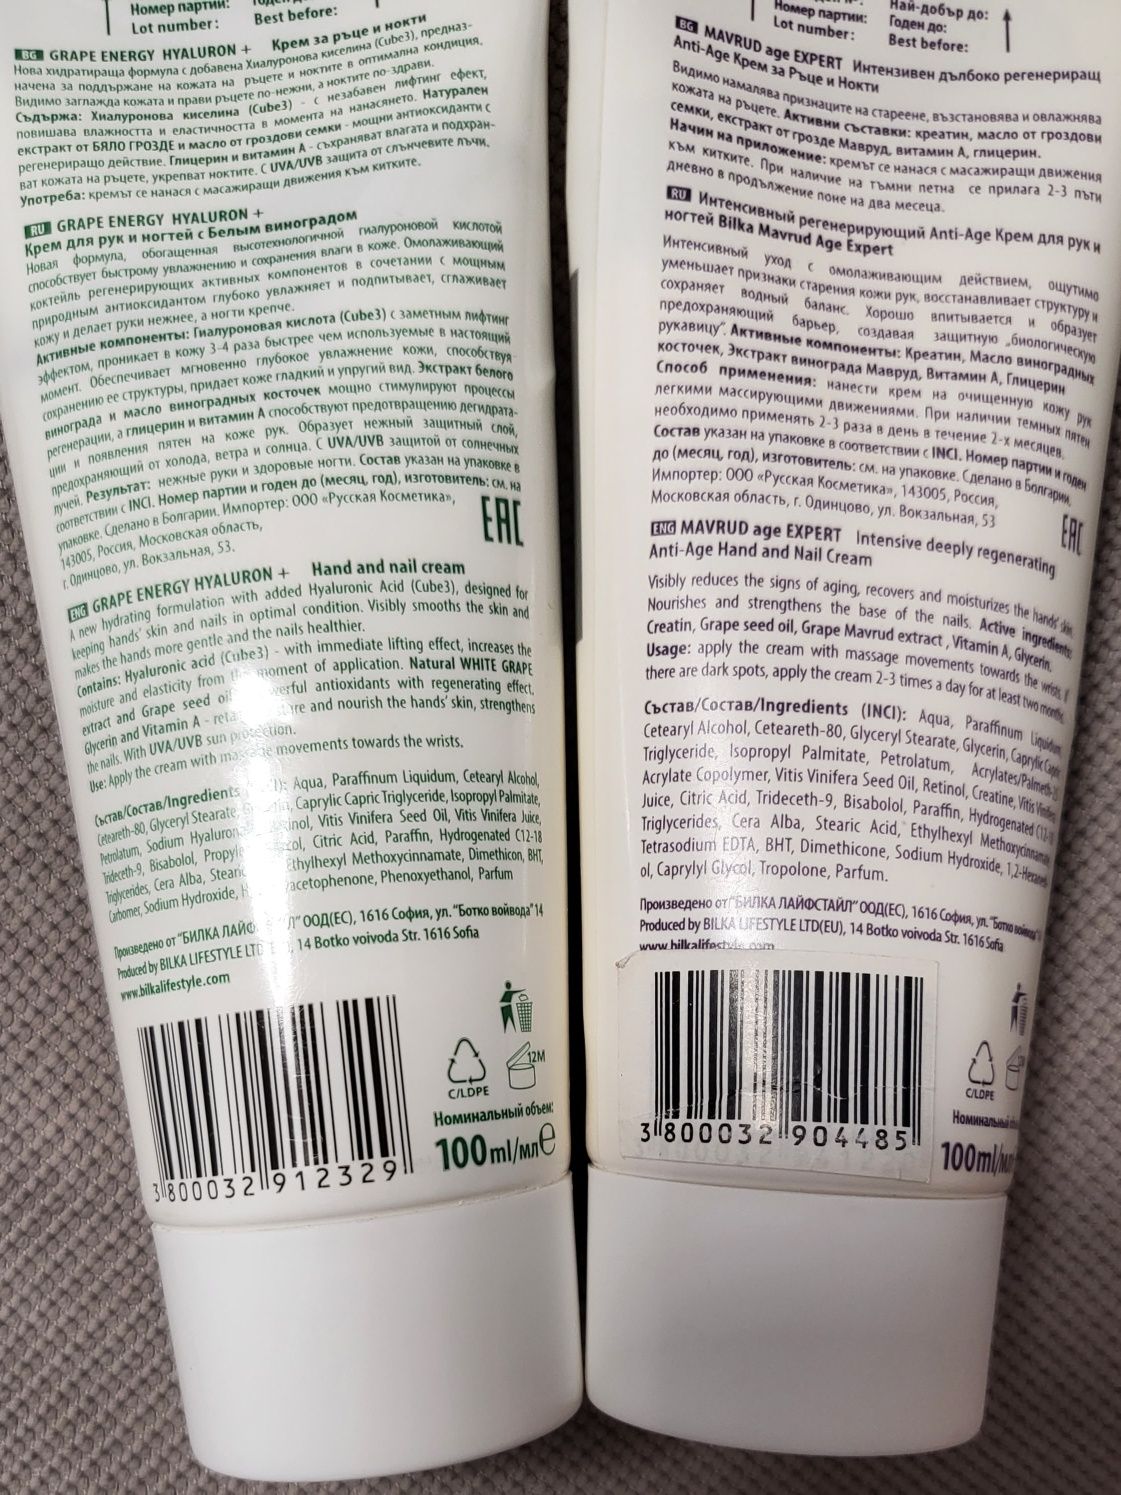 Номер партии:
Lot number:
Best before:
BG GRAPE ENERGY HYALURON + Крем за ръце и нокти
Нова хидратираща формула с добавена Хиалуронова киселина (Cube3), предназ-
начена за поддържане на кожата на ръцете и ноктите в оптимална кондиция.
Видимо заглажда кожата и прави ръцете по-нежни, а ноктите по-здрави.
Съдържа: Хиалуронова киселина (Cube3) - с незабавен лифтинг ефект,
повишава влажността и еластичността в момента на нанасянето. Натурален
екстракт от БЯЛО ГРОЗДЕ и масло от гроздови семки - мощни антиоксиданти с
регенериращо действие. Глицерин и витамин А - съхраняват влагата и подхран-
ват кожата на ръцете, укрепват ноктите. С UVA/UVB защита от слънчевите лъчи.
Употреба: кремът се нанася с масажиращи движения към китките.
RU GRAPE ENERGY HYALURON +
Крем для рук и ногтей с Белым виноградом
Новая формула, обогащенная высотехнологичной гиалуроновой кислотой
способствует быстрому увлажнению и сохранения влаги в коже. Омолаживающий
коктейль регенерирующих активных компонентов в сочетании с мощным
природным антиоксидантом глубоко увлажняет и подпитывает, сглаживает
кожу и делает руки нежнее, а ногти крепче.
Активные компоненты: Гиалуроновая кислота (Cube3) с заметным лифтинг
эффектом, проникает в кожу 3-4 раза быстрее чем используемые в настоящий
момент. Обеспечивает мгновенно глубокое увлажнение кожи, способствуя
сохранению ее структуры, придает коже гладкий и упругий вид. Экстракт белого
винограда и масло виноградных косточек мощно стимулируют процессы
регенерации, а глицерин и витамин А способствуют предотвращению дегидрата-
ции и появления пятен на коже рук. Образует нежный защитный слой,
предохраняющий от холода, ветра и солнца. С UVA/UVB защитой от солнечных
лучей. Результат: нежные руки и здоровые ногти. Состав указан на упаковке в
соответствии с INCI. Номер партии и годен до (месяц, год), изготовитель: см. на
упаковке. Сделано в Болгарии. Импортер: ООО «Русская Косметика»,
143005, Россия, Московская область,
г. Одинцово, ул. Вокзальная, 53.
EAC
ENG GRAPE ENERGY HYALURON + Hand and nail cream
A new hydrating formulation with added Hyaluronic Acid (Cube3), designed for
keeping hands' skin and nails in optimal condition. Visibly smooths the skin and
makes the hands more gentle and the nails healthier.
Contains: Hyaluronic acid (Cube3) - with immediate lifting effect, increases the
moisture and elasticity from the moment of application. Natural WHITE GRAPE
extract and Grape seed oil powerful antioxidants with regenerating effect,
Glycerin and Vitamin A - and nourish the hands' skin, strengthens
the nails. With UVA/UVB sun protection.
Use: Apply the cream with massage movements towards the wrists.
Състав/Состав/Ingredients Aqua, Paraffinum Liquidum, Cetearyl Alcohol,
Ceteareth-80, Glyceryl Stearate, Caprylic Capric Triglyceride, Isopropyl Palmitate,
Petrolatum, Sodium Vitis Vinifera Seed Oil, Vitis Vinifera Juice,
Trideceth-9, Bisabolol, Citric Acid, Paraffin, Hydrogenated C12-18
Triglycerides, Cera Alba, Ethylhexyl Methoxycinnamate, Dimethicon, BHT,
Carbomer, Sodium Hydroxide, Phenoxyethanol, Parfum
Произведено от "БИЛКА ЛАЙФ ООД(ЕС), 1616 София, ул. "Ботко войвода" 14
Produced by BILKA LIFESTYLE LTD 14 Botko voivoda Str. 1616 Sofia
www.bilkalifestyle.com
C/LDPE
12M
Номинальный объем:
100ml/мл e
3 800032 912329
Номер партии:
Lot number:
Най-добър до:
Годен до:
Best before:
BG MAVRUD age EXPERT Интензивен дълбоко регенериращ
Anti-Age Крем за Ръце и Нокти
Видимо намалява признаците на стареене, възстановява и овлажнява
кожата на ръцете. Активни съставки: креатин, масло от гроздови
семки, екстракт от грозде Мавруд, витамин А, глицерин.
Начин на приложение: кремът се нанася с масажиращи движения
към китките. При наличие на тъмни петна се прилага 2-3 пъти
дневно в продължение поне на два месеца.
RU Интенсивный регенерирующий Anti-Age Крем для рук и
ногтей Bilka Mavrud Age Expert
Интенсивный уход с омолаживающим действием, ощутимо
уменьшает признаки старения кожи рук, восстанавливает структуру и
сохраняет водный баланс. Хорошо впитывается и образует
предохраняющий барьер, создавая защитную „биологическую
рукавицу". Активные компоненты: Креатин, Масло виноградных
косточек, Экстракт винограда Мавруд, Витамин А, Глицерин
Способ применения: нанести крем на очищенную кожу рук
легкими массирующими движениями. При наличии темных пятен
необходимо применять 2-3 раза в день в течение 2-х месяцев.
Состав указан на упаковке в соответствии с INCI. Номер партии и годен
до (месяц, год), изготовитель: см. на упаковке. Сделано в Болгарии.
Импортер: ООО «Русская Косметика», 143005, Россия,
Московская область, г. Одинцово, ул. Вокзальная, 53
EAC
ENG MAVRUD age EXPERT Intensive deeply regenerating
Anti-Age Hand and Nail Cream
Visibly reduces the signs of aging, recovers and moisturizes the hands' skin.
Nourishes and strengthens the base of the nails. Active ingredients:
Creatin, Grape seed oil, Grape Mavrud extract , Vitamin A, Glycerin.
Usage: apply the cream with massage movements towards the wrists. If
there are dark spots, apply the cream 2-3 times a day for at least two months.
Състав/Состав/Ingredients (INCI): Aqua, Paraffinum Liquidum,
Cetearyl Alcohol, Ceteareth-80, Glyceryl Stearate, Glycerin, Caprylic Capric
Triglyceride, Isopropyl Palmitate, Petrolatum, Acrylates/Palmeth-25
Acrylate Copolymer, Vitis Vinifera Seed Oil, Retinol, Creatine, Vitis Vinifera
Juice, Citric Acid, Trideceth-9, Bisabolol, Paraffin, Hydrogenated C12-18
Triglycerides, Cera Alba, Stearic Acid, Ethylhexyl Methoxycinnamate,
Tetrasodium EDTA, BHT, Dimethicone, Sodium Hydroxide, 1,2-Hexanedi
ol, Caprylyl Glycol, Tropolone, Parfum.
Произведено от "БИЛКА ЛАЙФСТАЙЛ" ООД(ЕС), 1616 София, ул. "Ботко войвода" 14
Produced by BILKA LIFESTYLE LTD(EU), 14 Botko voivoda Str. 1616 Sofia
www.bilkalifestyle.com
C/LDPE
Номинальный
100ml/мл
3 800032 904485